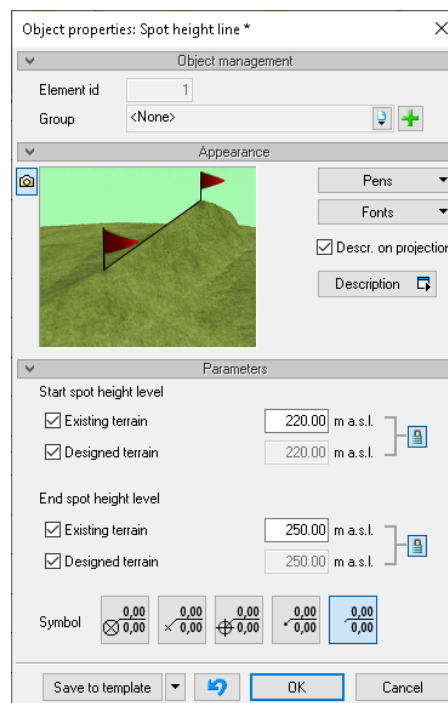 Object properties: Spot height line *
Object management
Element id 1
Group <None>
Appearance
Pens
Fonts
Descr. on projection
Description
Parameters
Start spot height level
Existing terrain 220.00 m a.s.l.
Designed terrain 220.00 m a.s.l.
End spot height level
Existing terrain 250.00 m a.s.l.
Designed terrain 250.00 m a.s.l.
Symbol 0,00 0,00 0,00 0,00 0,00
0,00 0,00 0,00 0,00 0,00
Save to template OK Cancel